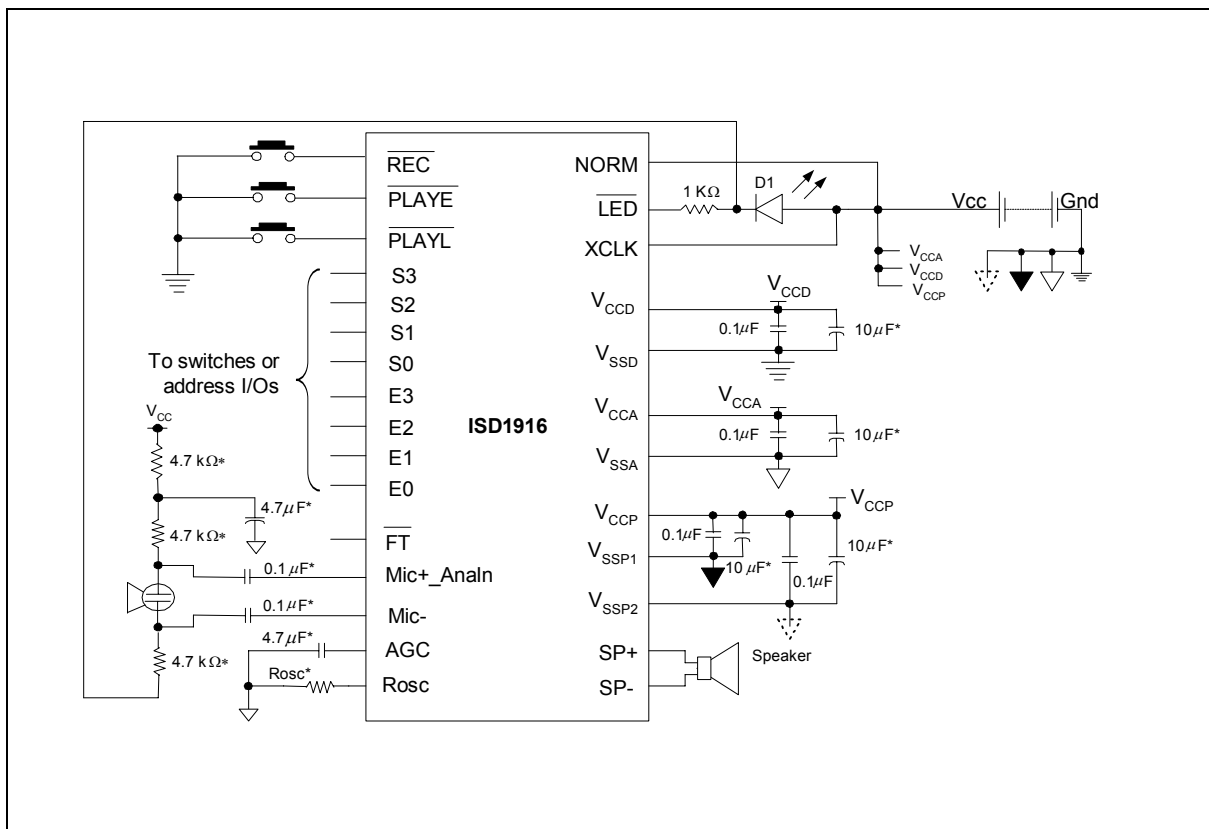 REC
PLAYE
PLAYL
S3
S2
S1
S0
E3
E2
E1
E0
FT
Mic+_AnaIn
Mic-
AGC
Rosc
To switches or
address I/Os
VCC
4.7 kΩ*
4.7μF*
4.7 kΩ*
0.1μF*
0.1μF*
4.7 kΩ*
4.7μF*
Rosc*
ISD1916
NORM
LED
XCLK
VCCD
VSSD
VCCA
VSSA
VCCP
VSSP1
VSSP2
SP+
SP-
1 KΩ
D1
Vcc
Gnd
VCCA
VCCD
VCCP
VCCD
0.1μF
10μF*
VCCA
0.1μF
10μF*
VCCP
0.1μF
10μF*
0.1μF
10μF*
Speaker